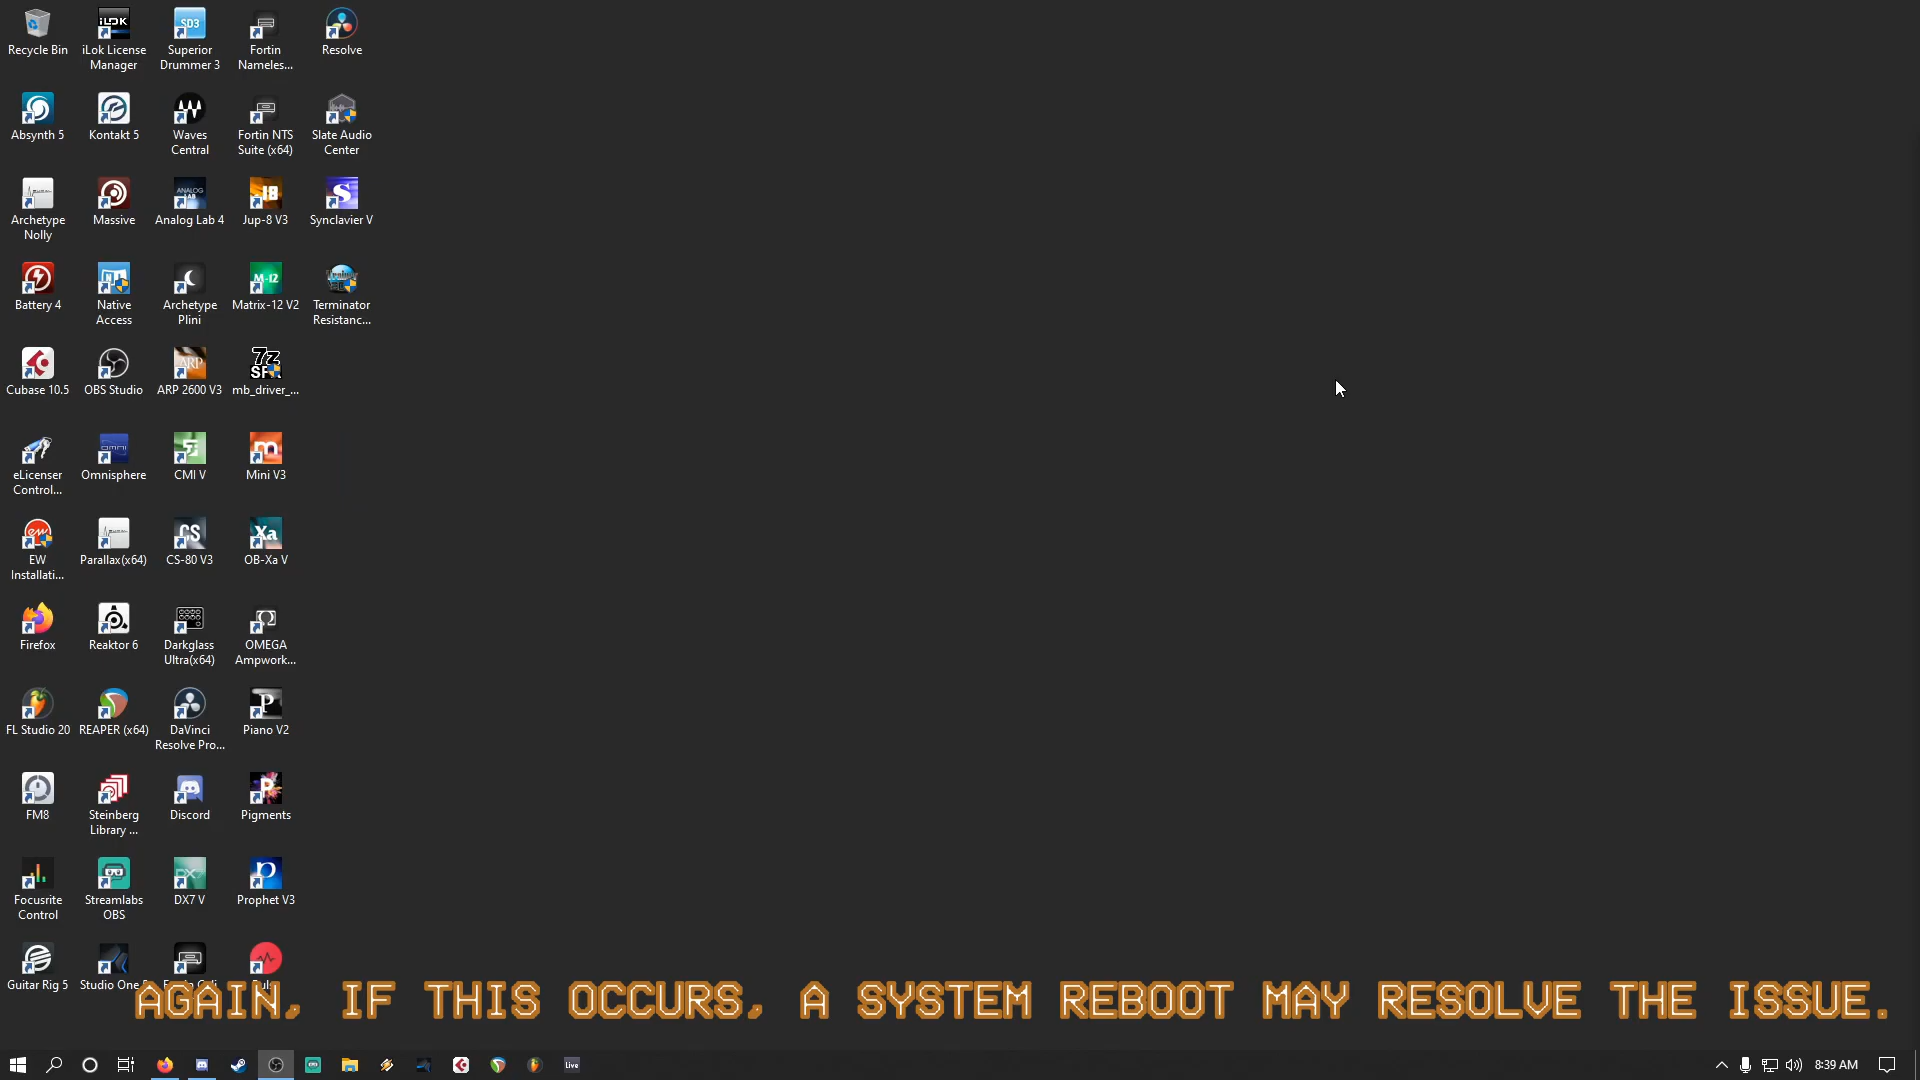 Recycle Bin
iLok License
Manager
Superior
Drummer 3
Fortin
Nameles...
Resolve
Absynth 5
Kontakt 5
Waves
Central
Fortin NTS
Suite (x64)
Slate Audio
Center
Archetype
Nolly
Massive
Analog Lab 4
Jup-8 V3
Synclavier V
Battery 4
Native
Access
Archetype
Plini
Matrix-12 V2
Terminator
Resistanc...
Cubase 10.5
OBS Studio
ARP 2600 V3
mb_driver_...
eLicenser
Control...
Omnisphere
CMI V
Mini V3
EW
Installati...
Parallax(x64)
CS-80 V3
OB-Xa V
Firefox
Reaktor 6
Darkglass
Ultra(x64)
OMEGA
Ampwork...
FL Studio 20
REAPER (x64)
DaVinci
Resolve Pro...
Piano V2
FM8
Steinberg
Library ...
Discord
Pigments
Focusrite
Control
Streamlabs
OBS
DX7 V
Prophet V3
Guitar Rig 5
Studio One
AGAIN, IF THIS OCCURS, A SYSTEM REBOOT MAY RESOLVE THE ISSUE.
Live
8:39 AM